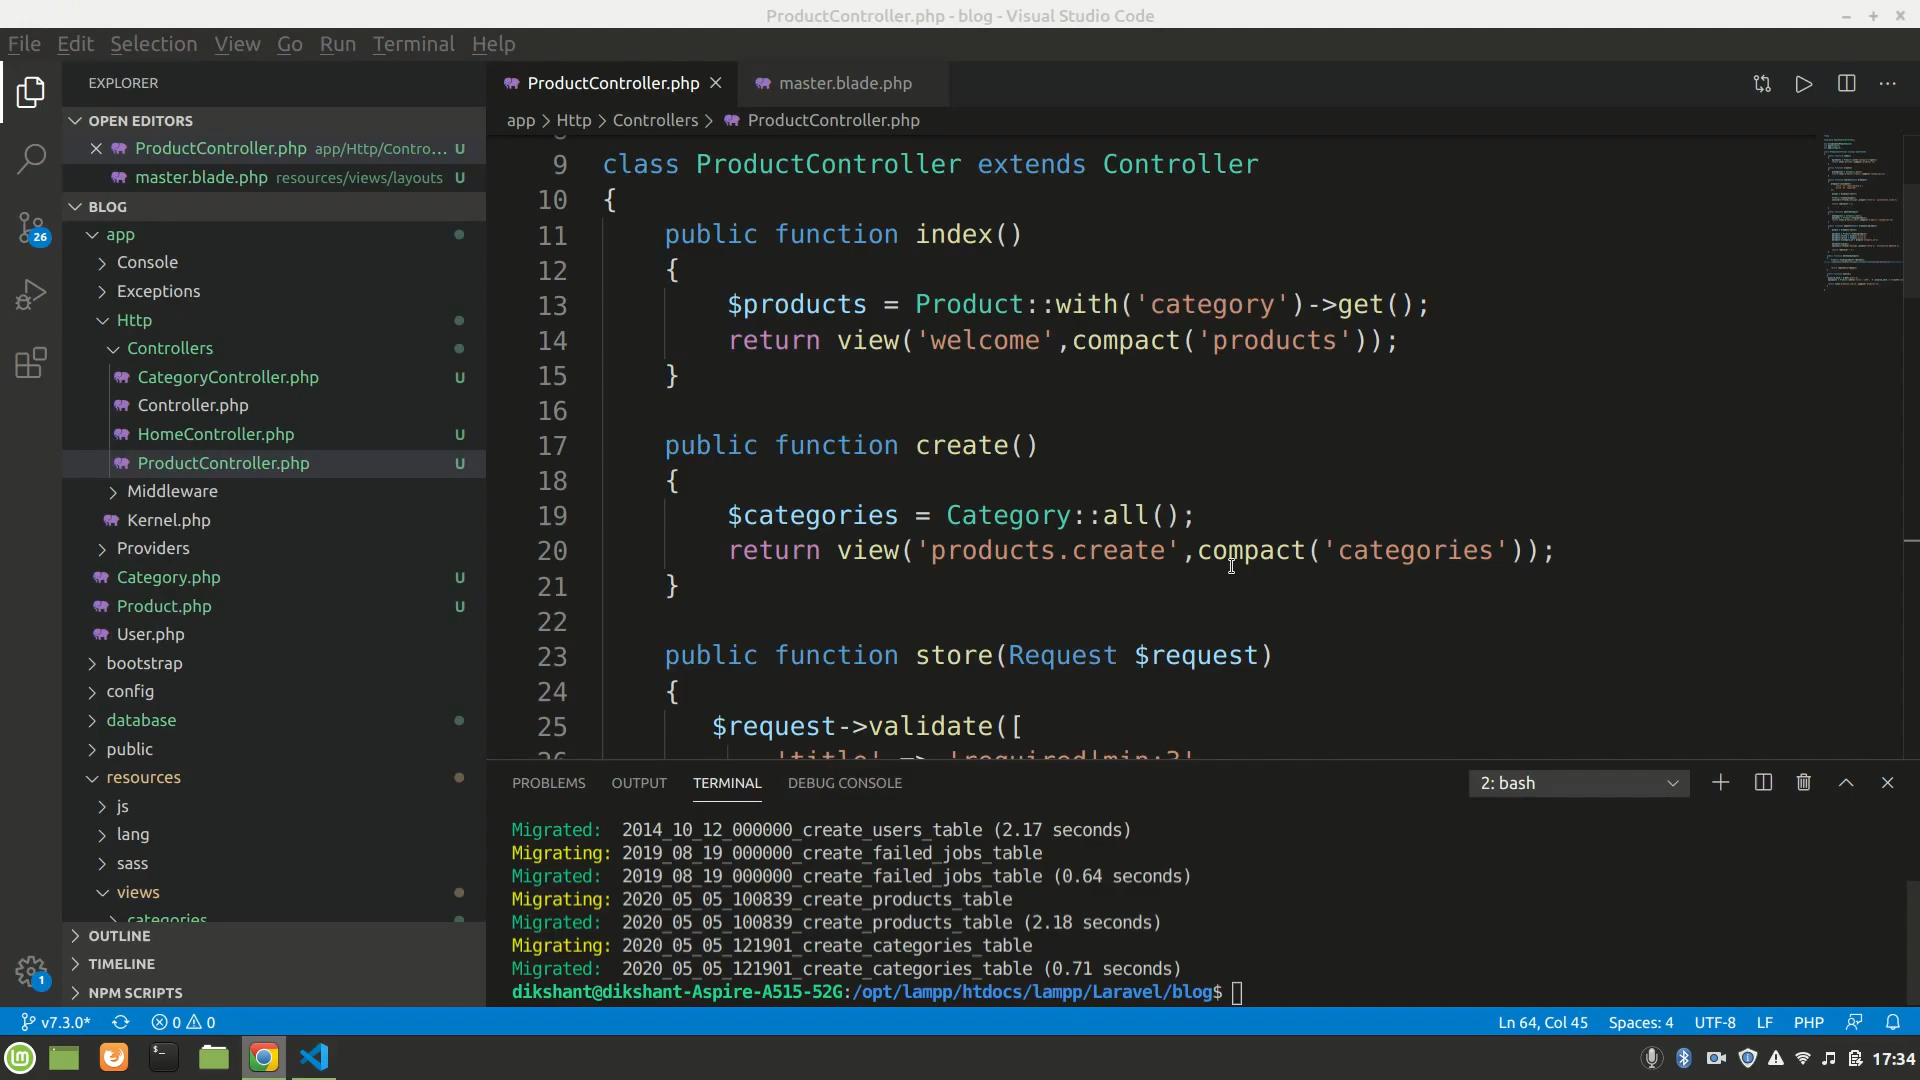 ProductController.php - blog - Visual Studio Code
File Edit Selection View Go Run Terminal Help
EXPLORER
OPEN EDITORS
ProductController.php app/Http/Contro... U
master.blade.php resources/views/layouts U
BLOG
app
Console
Exceptions
Http
Controllers
CategoryController.php U
Controller.php
HomeController.php U
ProductController.php U
Middleware
Kernel.php
Providers
Category.php U
Product.php U
User.php
bootstrap
config
database
public
resources
js
lang
sass
views
categories
OUTLINE
TIMELINE
NPM SCRIPTS
26
1
ProductController.php master.blade.php
app > Http > Controllers > ProductController.php
9 class ProductController extends Controller
10 {
11 public function index()
12 {
13 $products = Product::with('category')->get();
14 return view('welcome',compact('products'));
15 }
16
17 public function create()
18 {
19 $categories = Category::all();
20 return view('products.create',compact('categories'));
21 }
22
23 public function store(Request $request)
24 {
25 $request->validate([
26 'title' => 'required|min:3'
PROBLEMS OUTPUT TERMINAL DEBUG CONSOLE 2: bash
Migrated: 2014_10_12_000000_create_users_table (2.17 seconds)
Migrating: 2019_08_19_000000_create_failed_jobs_table
Migrated: 2019_08_19_000000_create_failed_jobs_table (0.64 seconds)
Migrating: 2020_05_05_100839_create_products_table
Migrated: 2020_05_05_100839_create_products_table (2.18 seconds)
Migrating: 2020_05_05_121901_create_categories_table
Migrated: 2020_05_05_121901_create_categories_table (0.71 seconds)
dikshant@dikshant-Aspire-A515-52G:/opt/lampp/htdocs/lampp/Laravel/blog$
v7.3.0* 0 0 Ln 64, Col 45 Spaces: 4 UTF-8 LF PHP
17:34